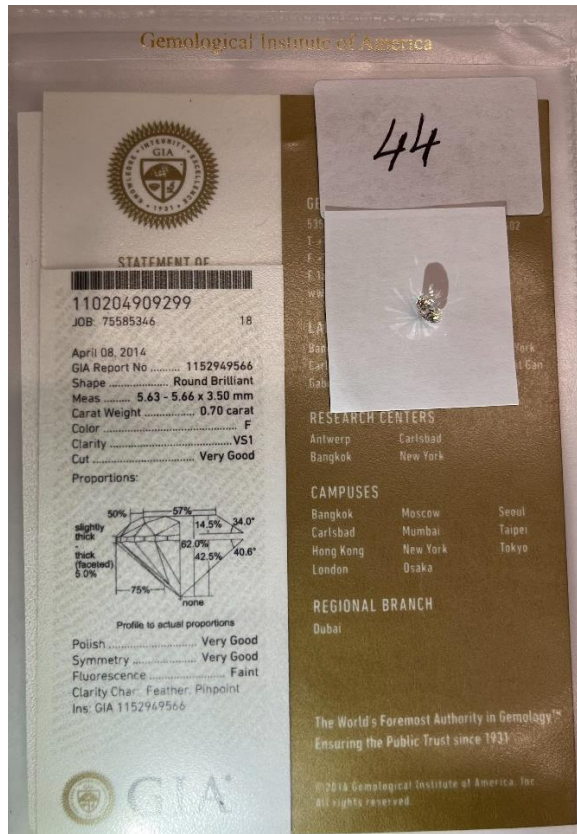 Gemological Institute of America
44
KNOWLEDGE • INTEGRITY • EXCELLENCE
GIA
1931
STATEMENT OF
110204909299
JOB: 75585346 18
April 08, 2014
GIA Report No .......... 1152949566
Shape .................. Round Brilliant
Meas ........ 5.63 - 5.66 x 3.50 mm
Carat Weight ................ 0.70 carat
Color ........................................ F
Clarity .................................. VS1
Cut ........................... Very Good
Proportions:
50% 57%
14.5% 34.0°
slightly
thick
-
thick
(faceted)
5.0%
62.0%
42.5% 40.6°
75%
none
Profile to actual proportions
Polish ........................ Very Good
Symmetry ................... Very Good
Fluorescence ..................... Faint
Clarity Char: Feather, Pinpoint
Ins: GIA 1152949566
GIA
RESEARCH CENTERS
Antwerp Carlsbad
Bangkok New York
CAMPUSES
Bangkok Moscow Seoul
Carlsbad Mumbai Taipei
Hong Kong New York Tokyo
London Osaka
REGIONAL BRANCH
Dubai
The World's Foremost Authority in Gemology™
Ensuring the Public Trust since 1931
© 2014 Gemological Institute of America, Inc.
All rights reserved.